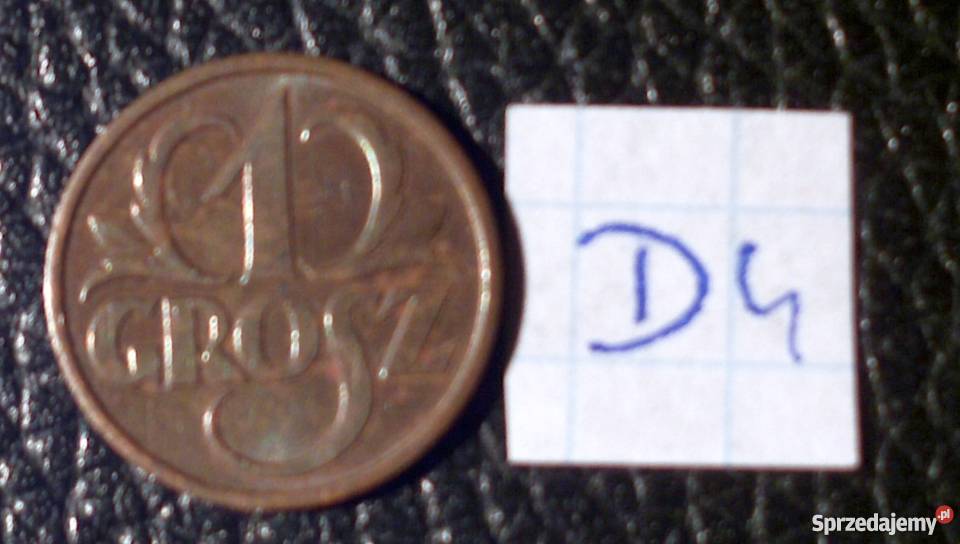 1
GROSZ
D4
Sprzedajemy.pl